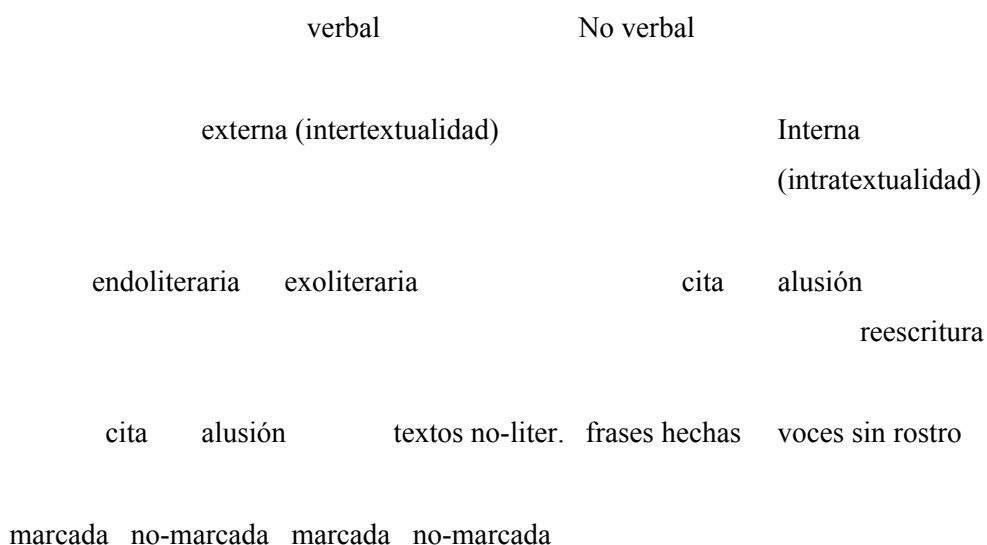 verbal No verbal
externa (intertextualidad) Interna
(intratextualidad)
endoliteraria exoliteraria cita alusión
reescritura
cita alusión textos no-liter. frases hechas voces sin rostro
marcada no-marcada marcada no-marcada